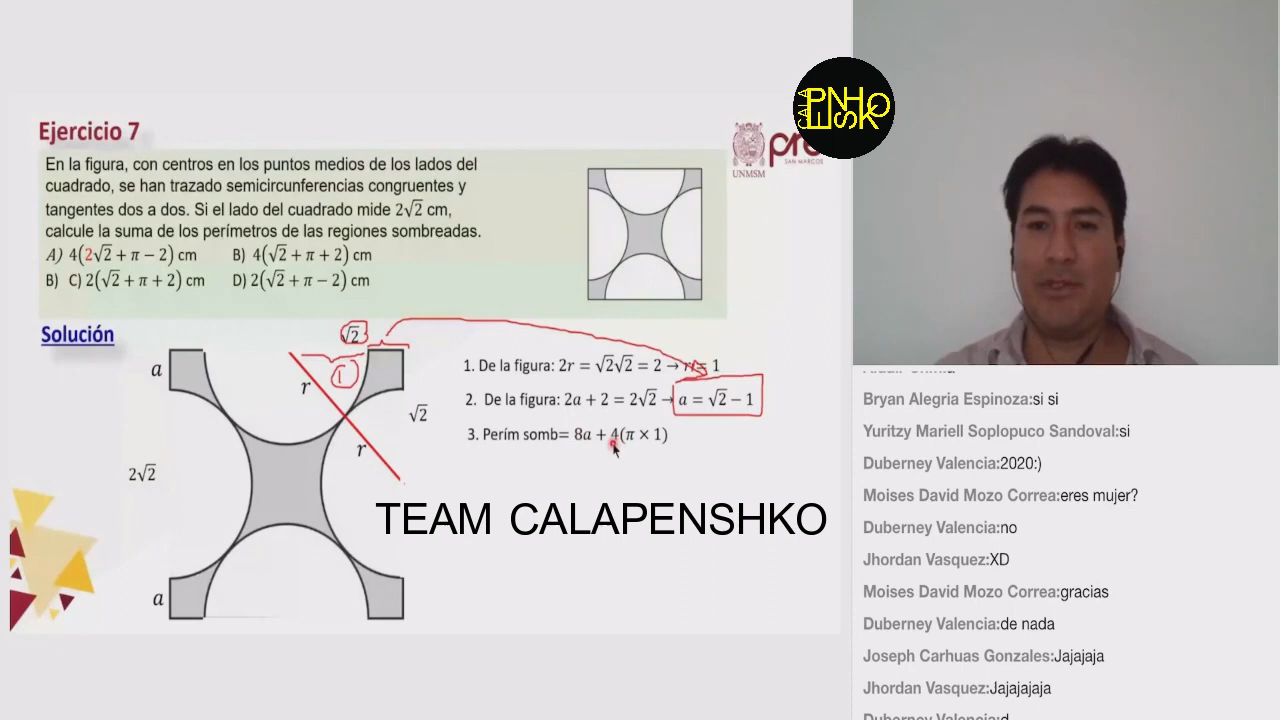 CALA
PENHO
ESK
Ejercicio 7
En la figura, con centros en los puntos medios de los lados del
cuadrado, se han trazado semicircunferencias congruentes y
tangentes dos a dos. Si el lado del cuadrado mide 2√2 cm,
calcule la suma de los perímetros de las regiones sombreadas.
A) 4(2√2 + π − 2) cm B) 4(√2 + π + 2) cm
B) C) 2(√2 + π + 2) cm D) 2(√2 + π − 2) cm
SAN MARCOS
UNMSM
Solución
√2
a
1
r
r
√2
2√2
a
1. De la figura: 2r = √2√2 = 2 → r = 1
2. De la figura: 2a + 2 = 2√2 → a = √2 − 1
3. Perím somb= 8a + 4(π × 1)
TEAM CALAPENSHKO
Bryan Alegria Espinoza:si si
Yuritzy Mariell Soplopuco Sandoval:si
Duberney Valencia:2020:)
Moises David Mozo Correa:eres mujer?
Duberney Valencia:no
Jhordan Vasquez:XD
Moises David Mozo Correa:gracias
Duberney Valencia:de nada
Joseph Carhuas Gonzales:Jajajaja
Jhordan Vasquez:Jajajajaja
Duberney Valencia:d